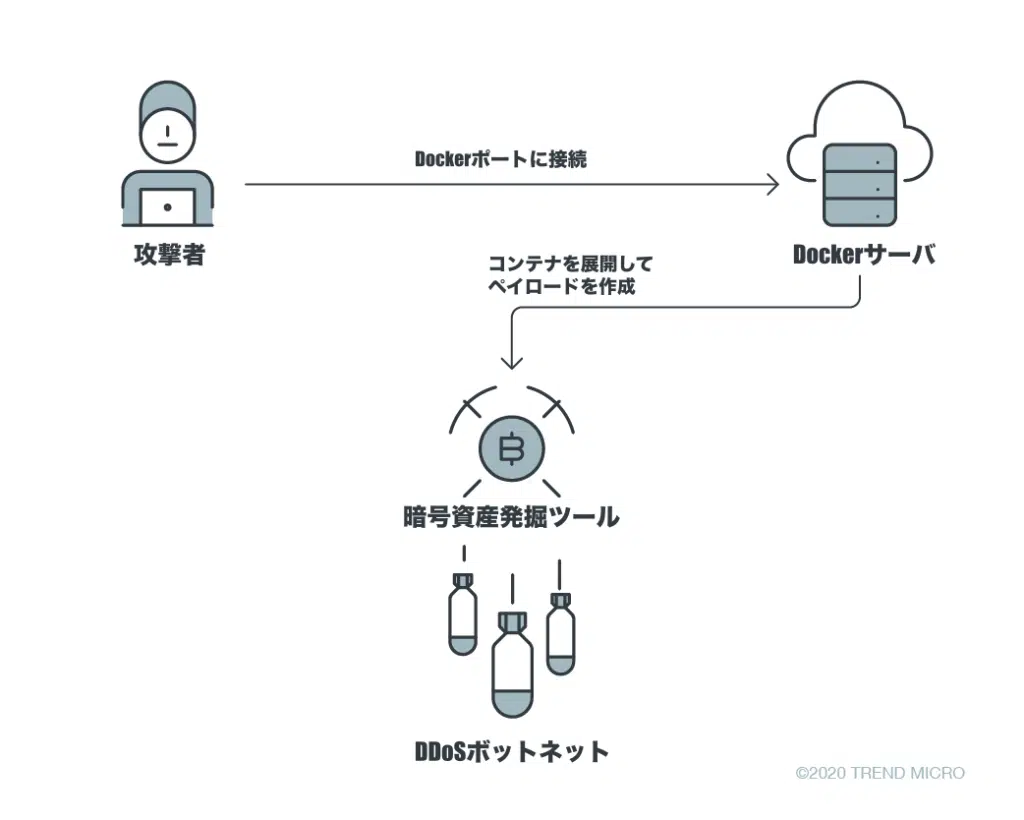 Dockerポートに接続
攻撃者
Dockerサーバ
コンテナを展開して
ペイロードを作成
暗号資産発掘ツール
DDoSボットネット
©2020 TREND MICRO